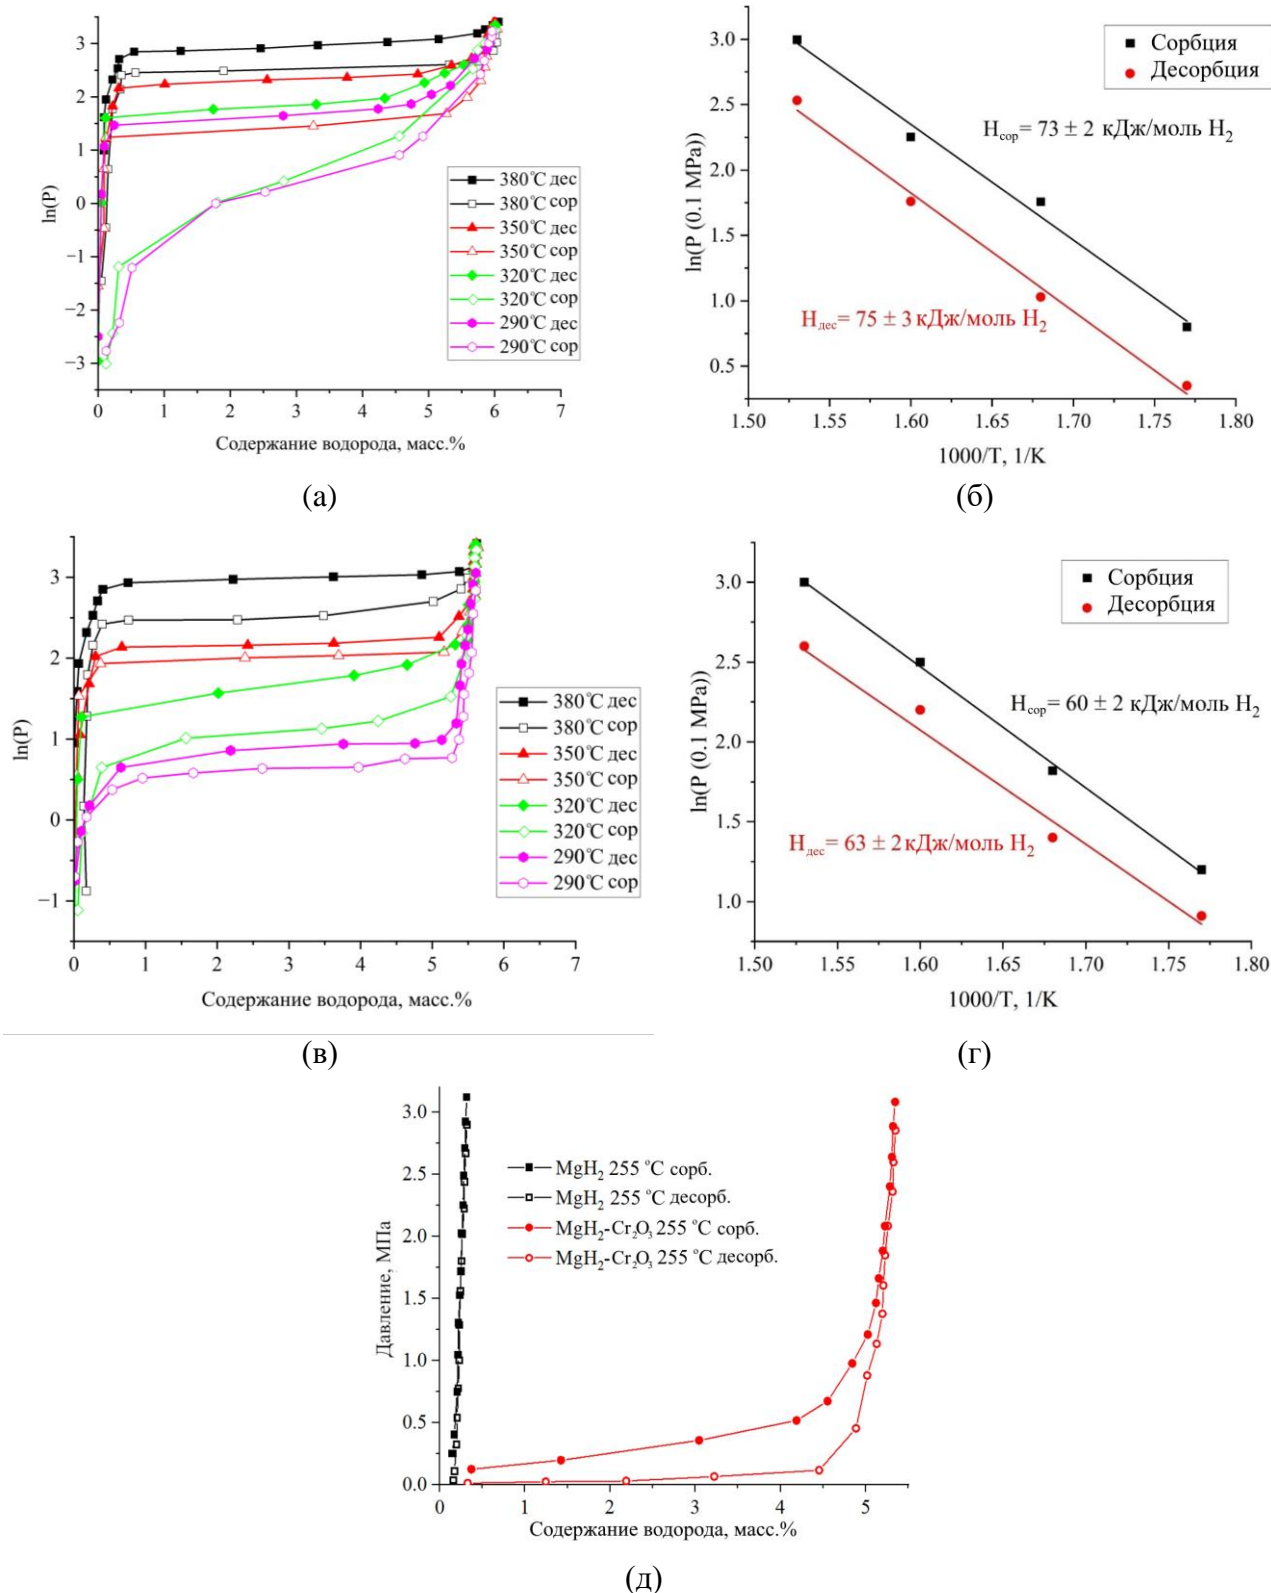 3
2
1
0
−1
−2
−3
ln(P)
0 1 2 3 4 5 6 7
Содержание водорода, масс.%
380℃ дес
380℃ сор
350℃ дес
350℃ сор
320℃ дес
320℃ сор
290℃ дес
290℃ сор
(а)
3.0
2.5
2.0
1.5
1.0
0.5
ln(P (0.1 MPa))
1.50 1.55 1.60 1.65 1.70 1.75 1.80
1000/T, 1/K
Сорбция
Десорбция
Hсор= 73 ± 2 кДж/моль H2
Hдес= 75 ± 3 кДж/моль H2
(б)
3
2
1
0
−1
ln(P)
0 1 2 3 4 5 6 7
Содержание водорода, масс.%
380℃ дес
380℃ сор
350℃ дес
350℃ сор
320℃ дес
320℃ сор
290℃ дес
290℃ сор
(в)
3.0
2.5
2.0
1.5
1.0
ln(P (0.1 MPa))
1.50 1.55 1.60 1.65 1.70 1.75 1.80
1000/T, 1/K
Сорбция
Десорбция
Hсор= 60 ± 2 кДж/моль H2
Hдес= 63 ± 2 кДж/моль H2
(г)
3.0
2.5
2.0
1.5
1.0
0.5
0.0
Давление, МПа
0 1 2 3 4 5
Содержание водорода, масс.%
MgH2 255 °C сорб.
MgH2 255 °C десорб.
MgH2-Cr2O3 255 °C сорб.
MgH2-Cr2O3 255 °C десорб.
(д)